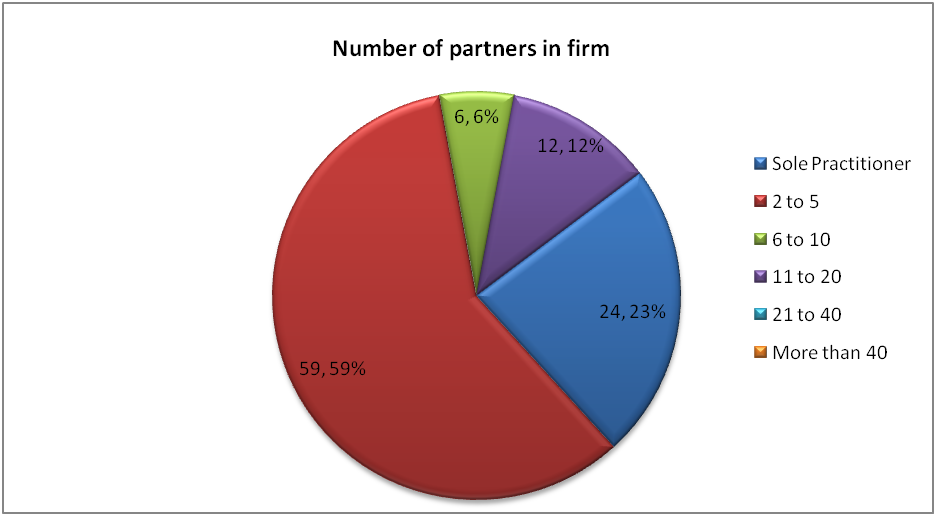 Number of partners in firm
6, 6%
12, 12%
24, 23%
59, 59%
Sole Practitioner
2 to 5
6 to 10
11 to 20
21 to 40
More than 40